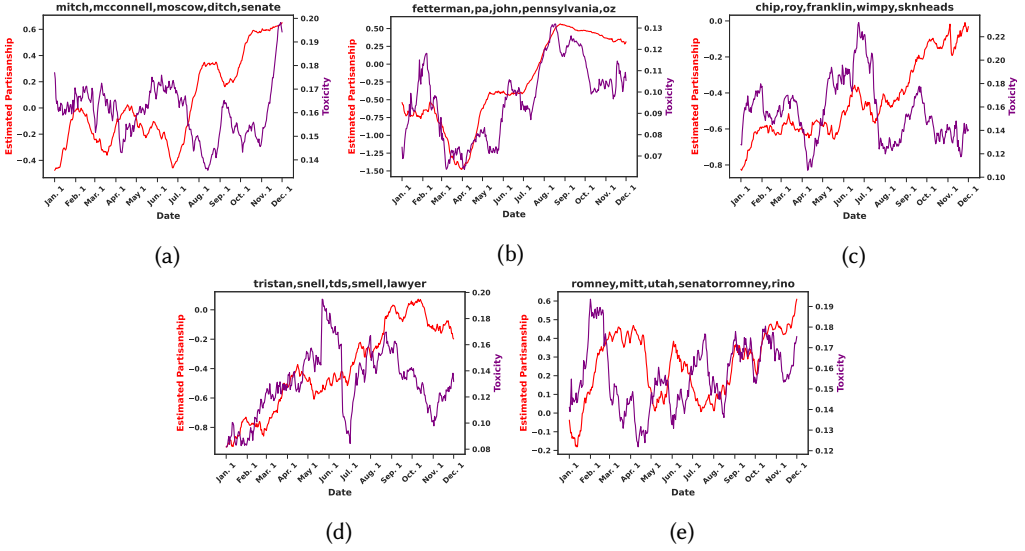 mitch,mcconnell,moscow,ditch,senate
Estimated Partisanship
0.6
0.4
0.2
0.0
−0.2
−0.4
0.20
0.19
0.18
0.17
0.16
0.15
0.14
Toxicity
Jan. 1
Feb. 1
Mar. 1
Apr. 1
May 1
Jun. 1
Jul. 1
Aug. 1
Sep. 1
Oct. 1
Nov. 1
Dec. 1
Date
(a)
fetterman,pa,john,pennsylvania,oz
Estimated Partisanship
0.50
0.25
0.00
−0.25
−0.50
−0.75
−1.00
−1.25
−1.50
0.13
0.12
0.11
0.10
0.09
0.08
0.07
Toxicity
Jan. 1
Feb. 1
Mar. 1
Apr. 1
May 1
Jun. 1
Jul. 1
Aug. 1
Sep. 1
Oct. 1
Nov. 1
Dec. 1
Date
(b)
chip,roy,franklin,wimpy,sknheads
Estimated Partisanship
0.0
−0.2
−0.4
−0.6
−0.8
0.22
0.20
0.18
0.16
0.14
0.12
0.10
Toxicity
Jan. 1
Feb. 1
Mar. 1
Apr. 1
May 1
Jun. 1
Jul. 1
Aug. 1
Sep. 1
Oct. 1
Nov. 1
Dec. 1
Date
(c)
tristan,snell,tds,smell,lawyer
Estimated Partisanship
0.0
−0.2
−0.4
−0.6
−0.8
0.20
0.18
0.16
0.14
0.12
0.10
0.08
Toxicity
Jan. 1
Feb. 1
Mar. 1
Apr. 1
May 1
Jun. 1
Jul. 1
Aug. 1
Sep. 1
Oct. 1
Nov. 1
Dec. 1
Date
(d)
romney,mitt,utah,senatorromney,rino
Estimated Partisanship
0.6
0.5
0.4
0.3
0.2
0.1
0.0
−0.1
−0.2
0.19
0.18
0.17
0.16
0.15
0.14
0.13
0.12
Toxicity
Jan. 1
Feb. 1
Mar. 1
Apr. 1
May 1
Jun. 1
Jul. 1
Aug. 1
Sep. 1
Oct. 1
Nov. 1
Dec. 1
Date
(e)